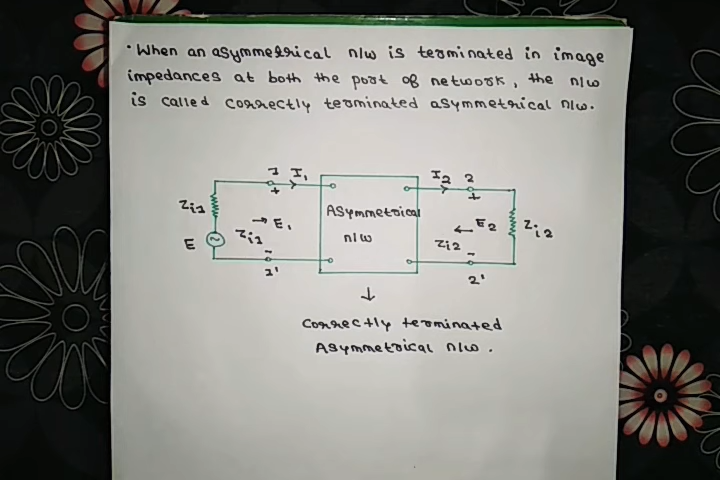 • When an asymmetrical n/w is terminated in image
impedances at both the port of network, the n/w
is called correctly terminated asymmetrical n/w.
1 I₁
I₂ 2
+
+
Zi1
→ E₁
Asymmetrical
← E₂
Zi2
E
Zi1
n/w
Zi2
-
-
1'
2'
↓
Correctly terminated
Asymmetrical n/w.